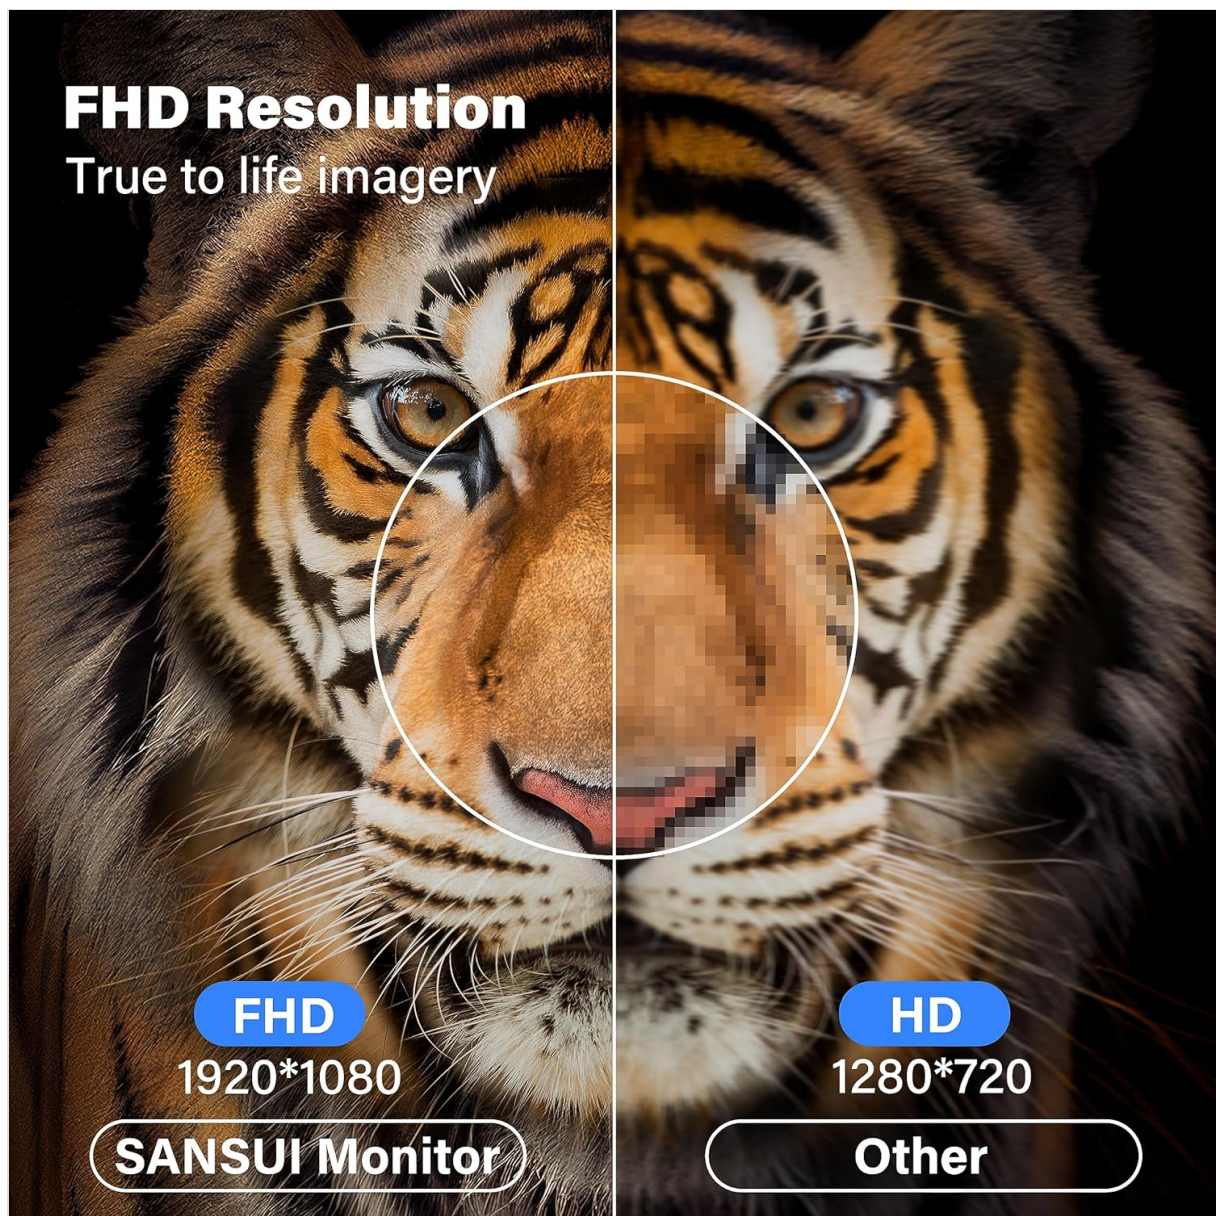 FHD Resolution
True to life imagery
FHD
1920*1080
SANSUI Monitor
HD
1280*720
Other